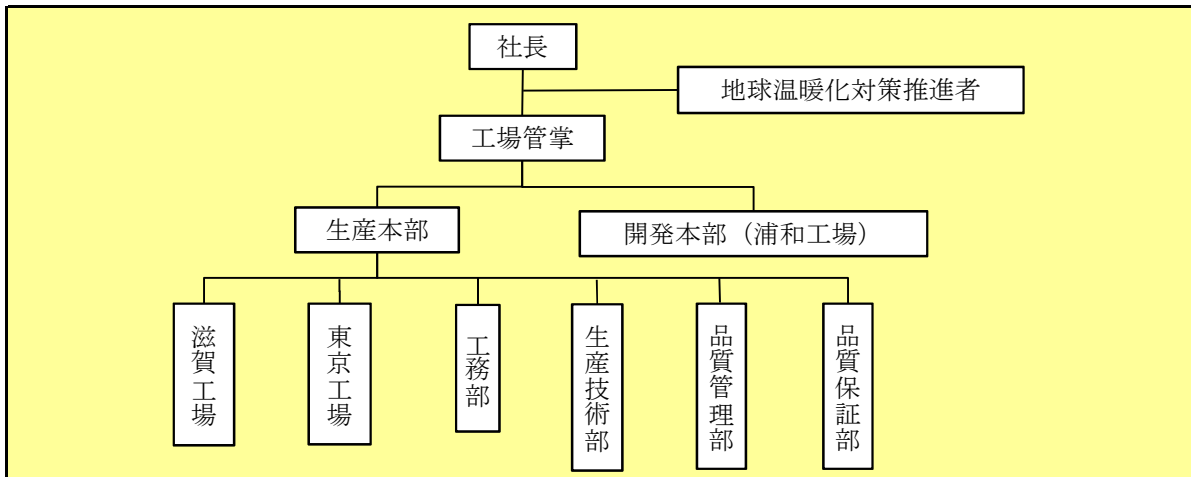 社長
地球温暖化対策推進者
工場管掌
生産本部
開発本部（浦和工場）
滋賀工場
東京工場
工務部
生産技術部
品質管理部
品質保証部